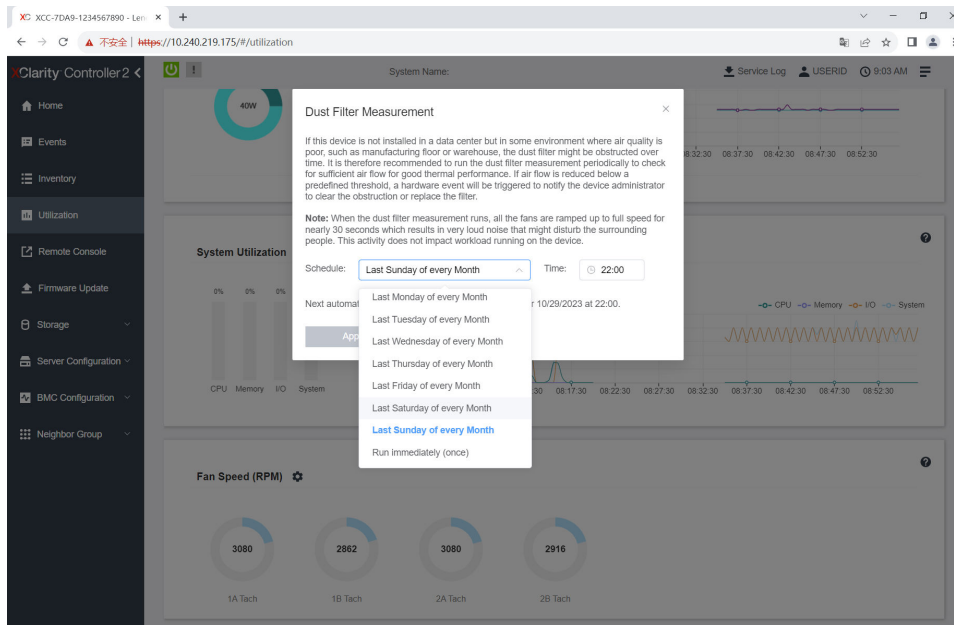 XC XCC-7DA9-1234567890 - Len
不安全 | https://10.240.219.175/#/utilization
XClarity Controller 2
System Name:
Service Log
USERID
9:03 AM
Home
Events
Inventory
Utilization
Remote Console
Firmware Update
Storage
Server Configuration
BMC Configuration
Neighbor Group
40W
8:32:30 08:37:30 08:42:30 08:47:30 08:52:30
Dust Filter Measurement
If this device is not installed in a data center but in some environment where air quality is
poor, such as manufacturing floor or warehouse, the dust filter might be obstructed over
time. It is therefore recommended to run the dust filter measurement periodically to check
for sufficient air flow for good thermal performance. If air flow is reduced below a
predefined threshold, a hardware event will be triggered to notify the device administrator
to clear the obstruction or replace the filter.
Note: When the dust filter measurement runs, all the fans are ramped up to full speed for
nearly 30 seconds which results in very loud noise that might disturb the surrounding
people. This activity does not impact workload running on the device.
Schedule: Last Sunday of every Month Time: 22:00
Next automat
r 10/29/2023 at 22:00.
App
Last Monday of every Month
Last Tuesday of every Month
Last Wednesday of every Month
Last Thursday of every Month
Last Friday of every Month
Last Saturday of every Month
Last Sunday of every Month
Run immediately (once)
System Utilization
0% 0% 0%
CPU Memory I/O System
CPU Memory I/O System
:30 08:17:30 08:22:30 08:27:30 08:32:30 08:37:30 08:42:30 08:47:30 08:52:30
Fan Speed (RPM)
3080 2862 3080 2916
1A Tach 1B Tach 2A Tach 2B Tach